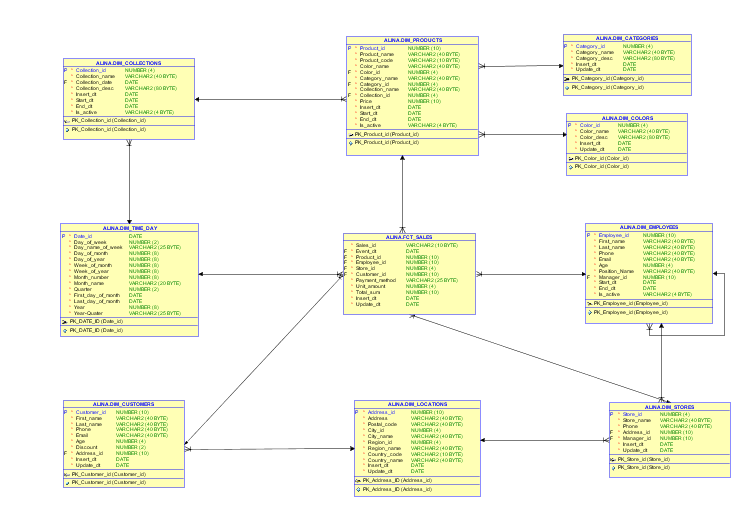 ALINA.DIM_COLLECTIONS
P * Collection_id NUMBER (4)
* Collection_name VARCHAR2 (40 BYTE)
F * Collection_date DATE
* Collection_desc VARCHAR2 (80 BYTE)
* Insert_dt DATE
* Start_dt DATE
* End_dt DATE
* Is_active VARCHAR2 (4 BYTE)
PK_Collection_id (Collection_id)
PK_Collection_id (Collection_id)
ALINA.DIM_PRODUCTS
P * Product_id NUMBER (10)
* Product_name VARCHAR2 (40 BYTE)
* Product_code VARCHAR2 (10 BYTE)
* Color_name VARCHAR2 (40 BYTE)
F * Color_id NUMBER (4)
* Category_name VARCHAR2 (40 BYTE)
F * Category_id NUMBER (4)
* Collection_name VARCHAR2 (40 BYTE)
F * Collection_id NUMBER (4)
* Price NUMBER (10)
* Insert_dt DATE
* Start_dt DATE
* End_dt DATE
* Is_active VARCHAR2 (4 BYTE)
PK_Product_id (Product_id)
PK_Product_id (Product_id)
ALINA.DIM_CATEGORIES
P * Category_id NUMBER (4)
* Category_name VARCHAR2 (40 BYTE)
* Category_desc VARCHAR2 (80 BYTE)
* Insert_dt DATE
* Update_dt DATE
PK_Category_id (Category_id)
PK_Category_id (Category_id)
ALINA.DIM_COLORS
P * Color_id NUMBER (4)
* Color_name VARCHAR2 (40 BYTE)
* Color_desc VARCHAR2 (80 BYTE)
* Insert_dt DATE
* Update_dt DATE
PK_Color_id (Color_id)
PK_Color_id (Color_id)
ALINA.DIM_TIME_DAY
P * Date_id DATE
* Day_of_week NUMBER (2)
* Day_name_of_week VARCHAR2 (25 BYTE)
* Day_of_month NUMBER (8)
* Day_of_year NUMBER (8)
* Week_of_month NUMBER (8)
* Week_of_year NUMBER (8)
* Month_number NUMBER (8)
* Month_name VARCHAR2 (20 BYTE)
* Quarter NUMBER (2)
* First_day_of_month DATE
* Last_day_of_month DATE
* Year NUMBER (8)
* Year-Quater VARCHAR2 (25 BYTE)
PK_DATE_ID (Date_id)
PK_DATE_ID (Date_id)
ALINA.FCT_SALES
* Sales_id VARCHAR2 (10 BYTE)
F * Event_dt DATE
F * Product_id NUMBER (10)
F * Employee_id NUMBER (10)
F * Store_id NUMBER (4)
F * Customer_id NUMBER (10)
* Payment_method VARCHAR2 (25 BYTE)
* Unit_amount NUMBER (4)
* Total_sum NUMBER (10)
* Insert_dt DATE
* Update_dt DATE
ALINA.DIM_EMPLOYEES
P * Employee_id NUMBER (10)
* First_name VARCHAR2 (40 BYTE)
* Last_name VARCHAR2 (40 BYTE)
* Phone VARCHAR2 (40 BYTE)
* Email VARCHAR2 (40 BYTE)
* Age NUMBER (4)
* Position_Name VARCHAR2 (40 BYTE)
F * Manager_id NUMBER (10)
* Start_dt DATE
* End_dt DATE
* Is_active VARCHAR2 (4 BYTE)
PK_Employee_id (Employee_id)
PK_Employee_id (Employee_id)
ALINA.DIM_CUSTOMERS
P * Customer_id NUMBER (10)
* First_name VARCHAR2 (40 BYTE)
* Last_name VARCHAR2 (40 BYTE)
* Phone VARCHAR2 (40 BYTE)
* Email VARCHAR2 (40 BYTE)
* Age NUMBER (4)
* Discount NUMBER (2)
F * Address_id NUMBER (10)
* Insert_dt DATE
* Update_dt DATE
PK_Customer_id (Customer_id)
PK_Customer_id (Customer_id)
ALINA.DIM_LOCATIONS
P * Address_id NUMBER (10)
* Address VARCHAR2 (40 BYTE)
* Postal_code VARCHAR2 (40 BYTE)
* City_id NUMBER (4)
* City_name VARCHAR2 (40 BYTE)
* Region_id NUMBER (4)
* Region_name VARCHAR2 (40 BYTE)
* Country_code VARCHAR2 (10 BYTE)
* Country_name VARCHAR2 (40 BYTE)
* Insert_dt DATE
* Update_dt DATE
PK_Address_ID (Address_id)
PK_Address_ID (Address_id)
ALINA.DIM_STORES
P * Store_id NUMBER (4)
* Store_name VARCHAR2 (40 BYTE)
* Phone VARCHAR2 (40 BYTE)
F * Address_id NUMBER (10)
F * Manager_id NUMBER (10)
* Insert_dt DATE
* Update_dt DATE
PK_Store_id (Store_id)
PK_Store_id (Store_id)